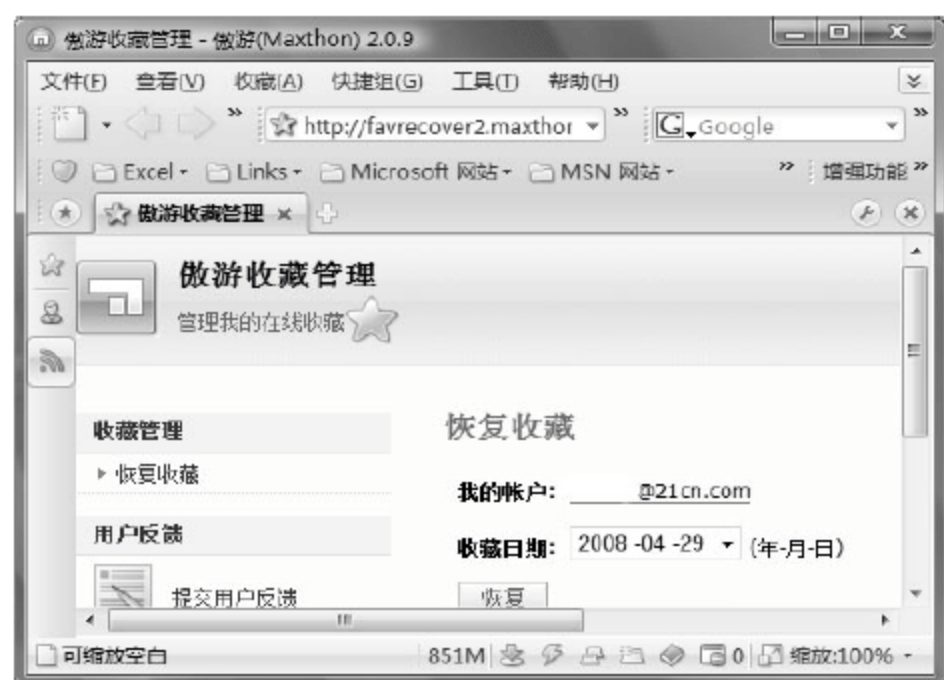 傲游收藏管理 - 傲游(Maxthon) 2.0.9
文件(F) 查看(V) 收藏(A) 快捷组(G) 工具(T) 帮助(H)
http://favrecover2.maxthor Google
Excel Links Microsoft 网站 MSN 网站 增强功能
傲游收藏管理
傲游收藏管理
管理我的在线收藏
收藏管理
恢复收藏
用户反馈
提交用户反馈
恢复收藏
我的帐户: @21cn.com
收藏日期: 2008 -04 -29 (年-月-日)
恢复
可缩放空白 851M 0 缩放:100%